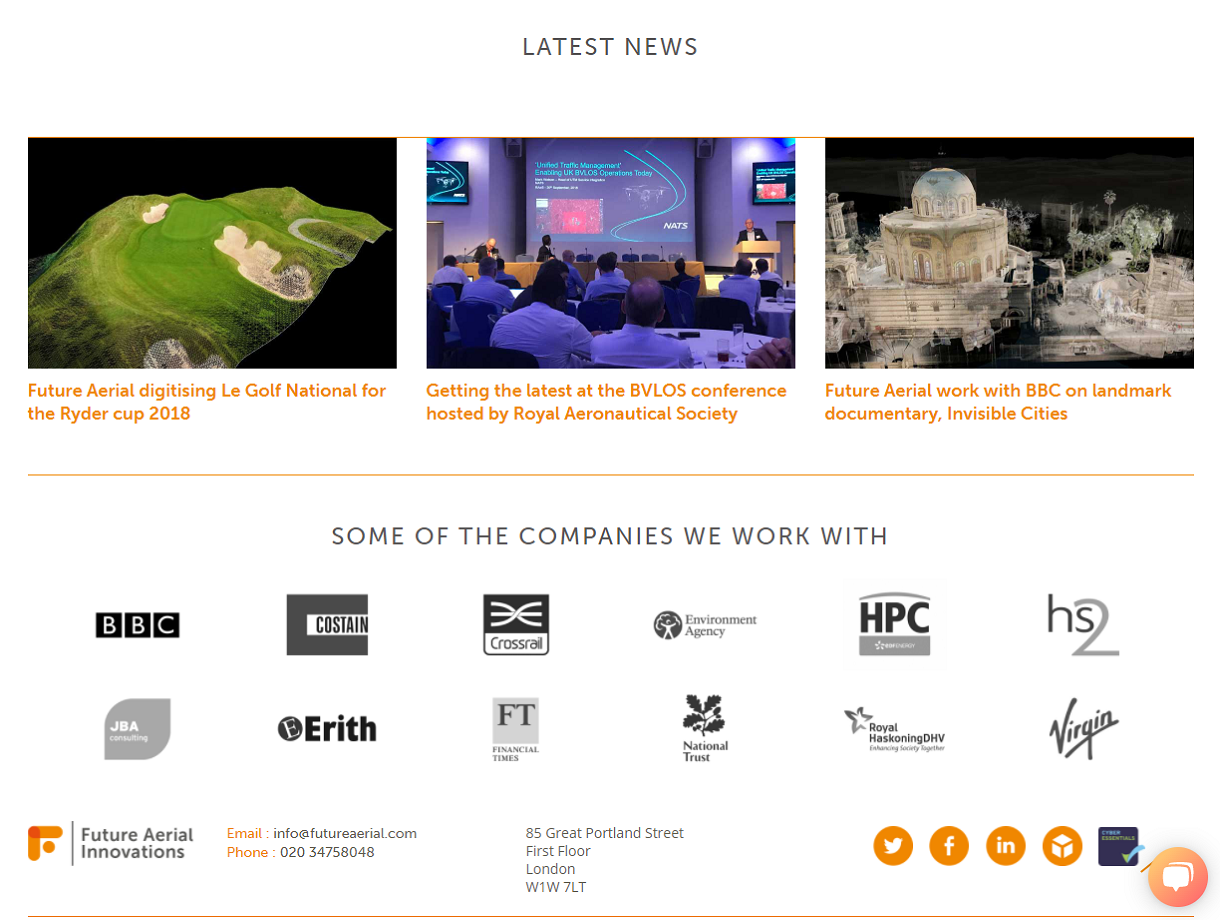 LATEST NEWS
'Unified Traffic Management'
Enabling UK BVLOS Operations Today
NATS
Future Aerial digitising Le Golf National for
the Ryder cup 2018
Getting the latest at the BVLOS conference
hosted by Royal Aeronautical Society
Future Aerial work with BBC on landmark
documentary, Invisible Cities
SOME OF THE COMPANIES WE WORK WITH
BBC
COSTAIN
Crossrail
Environment
Agency
HPC
EDF ENERGY
hs2
JBA
consulting
Erith
FT
FINANCIAL
TIMES
National
Trust
Royal
HaskoningDHV
Enhancing Society Together
Virgin
Future Aerial
Innovations
Email : info@futureaerial.com
Phone : 020 34758048
85 Great Portland Street
First Floor
London
W1W 7LT
CYBER
ESSENTIALS